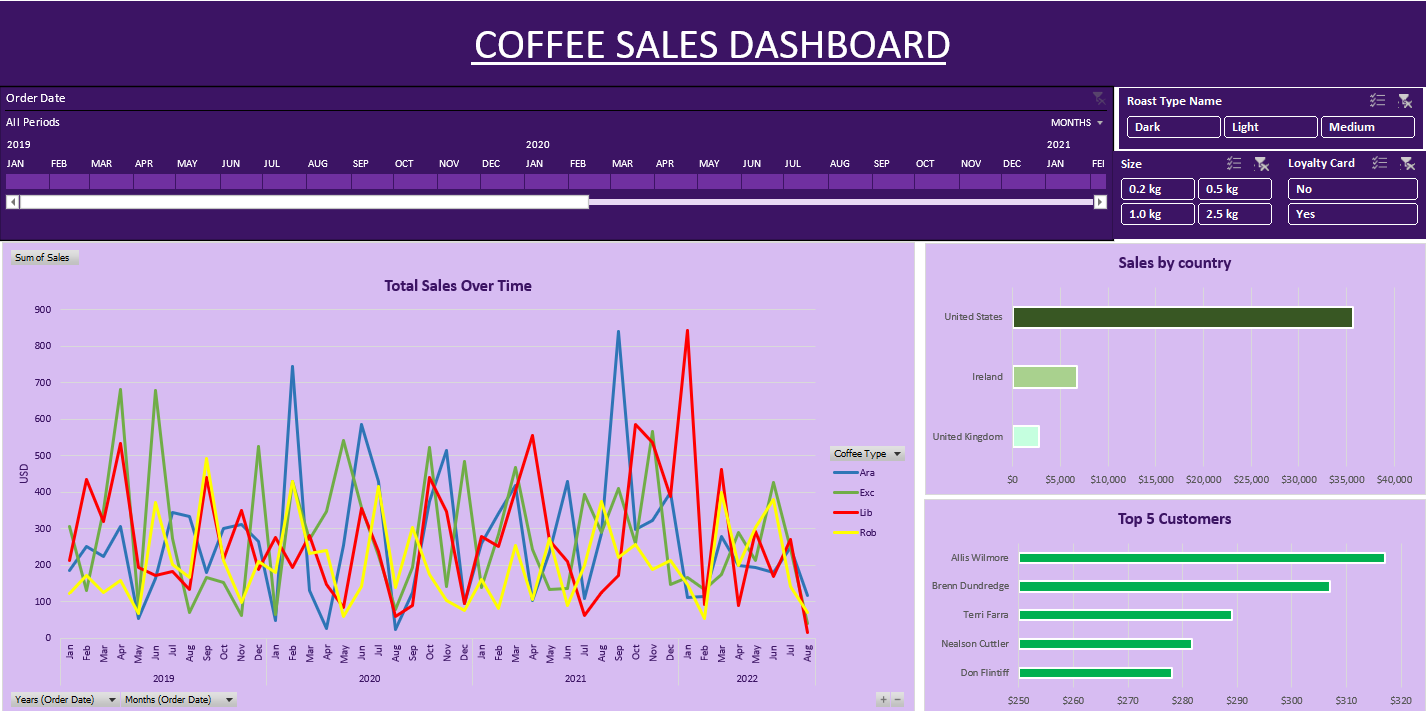 COFFEE SALES DASHBOARD
Order Date
All Periods
MONTHS
2019 2020 2021
JAN FEB MAR APR MAY JUN JUL AUG SEP OCT NOV DEC JAN FEB MAR APR MAY JUN JUL AUG SEP OCT NOV DEC JAN FEI
Roast Type Name
Dark Light Medium
Size
0.2 kg 0.5 kg
1.0 kg 2.5 kg
Loyalty Card
No
Yes
Sum of Sales
Total Sales Over Time
USD
900
800
700
600
500
400
300
200
100
0
Jan Feb Mar Apr May Jun Jul Aug Sep Oct Nov Dec Jan Feb Mar Apr May Jun Jul Aug Sep Oct Nov Dec Jan Feb Mar Apr May Jun Jul Aug Sep Oct Nov Dec Jan Feb Mar Apr May Jun Jul Aug
2019 2020 2021 2022
Coffee Type
Ara
Exc
Lib
Rob
Years (Order Date) Months (Order Date)
+ −
Sales by country
United States
Ireland
United Kingdom
$0 $5,000 $10,000 $15,000 $20,000 $25,000 $30,000 $35,000 $40,000
Top 5 Customers
Allis Wilmore
Brenn Dundredge
Terri Farra
Nealson Cuttler
Don Flintiff
$250 $260 $270 $280 $290 $300 $310 $320